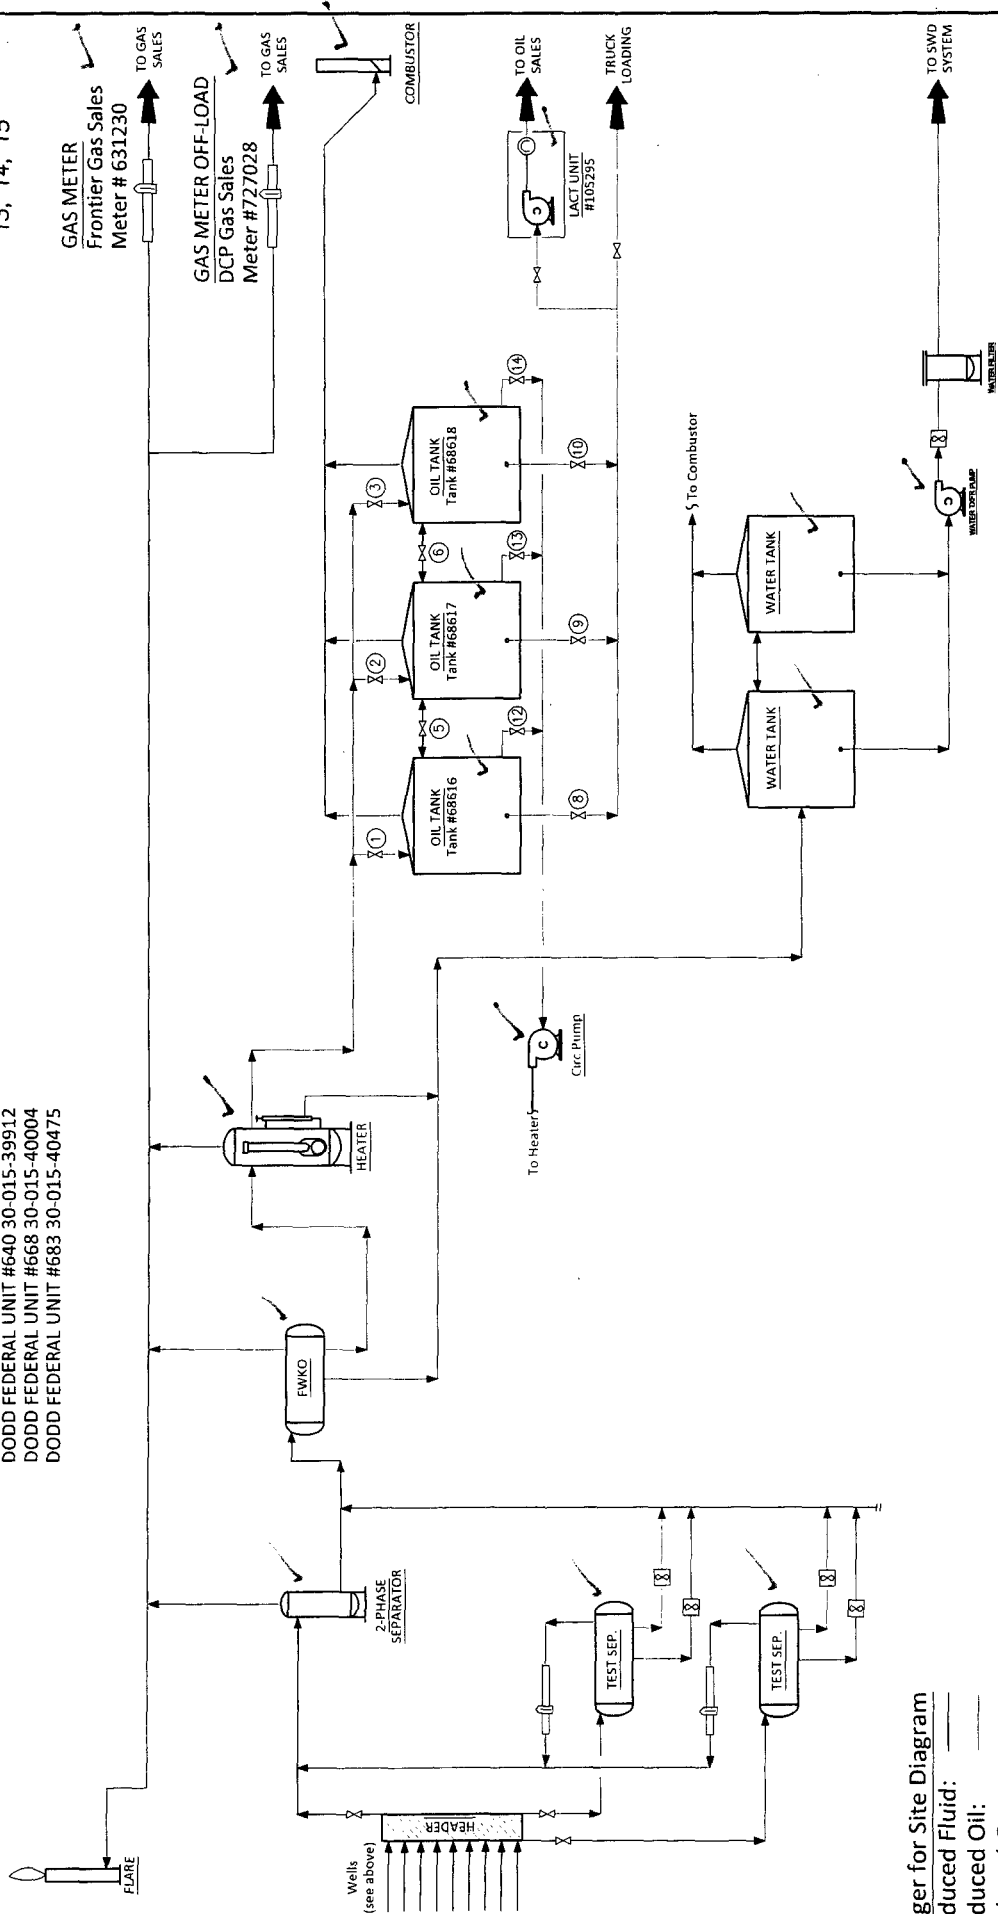 DODD FEDERAL UNIT #640 30-015-39912
DODD FEDERAL UNIT #668 30-015-40004
DODD FEDERAL UNIT #683 30-015-40475
GAS METER
Frontier Gas Sales
Meter # 631230
TO GAS
SALES
GAS METER OFF-LOAD
DCP Gas Sales
Meter #727028
TO GAS
SALES
FLARE
COMBUSTOR
2-PHASE
SEPARATOR
FWKO
HEATER
1
2
3
5
6
OIL TANK
Tank #68616
OIL TANK
Tank #68617
OIL TANK
Tank #68618
12
13
14
8
9
10
LACT UNIT
#105295
TO OIL
SALES
TRUCK
LOADING
Wells
(see above)
HEADER
TEST SEP.
TEST SEP.
To Heater
C
Circ Pump
C
To Combustor
WATER TANK
WATER TANK
C
WATER TXFR PUMP
WATER FILTER
TO SWD
SYSTEM
ger for Site Diagram
duced Fluid:
duced Oil: